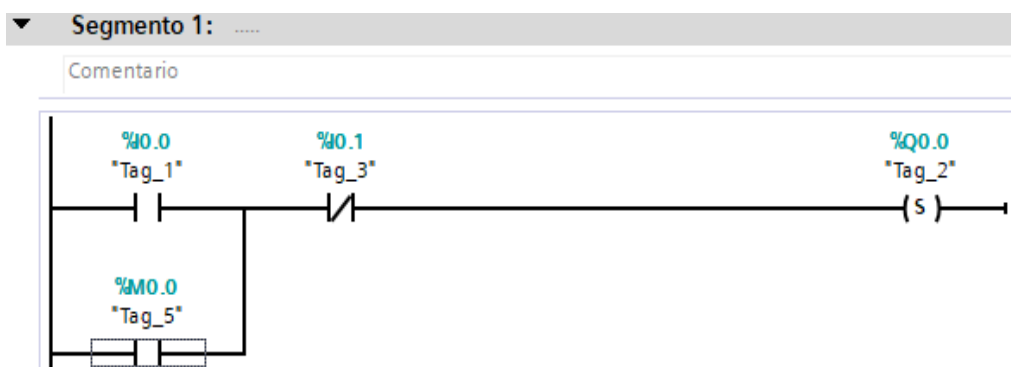 Segmento 1: .....
Comentario
%I0.0 %I0.1 %Q0.0
"Tag_1" "Tag_3" "Tag_2"
S
%M0.0
"Tag_5"